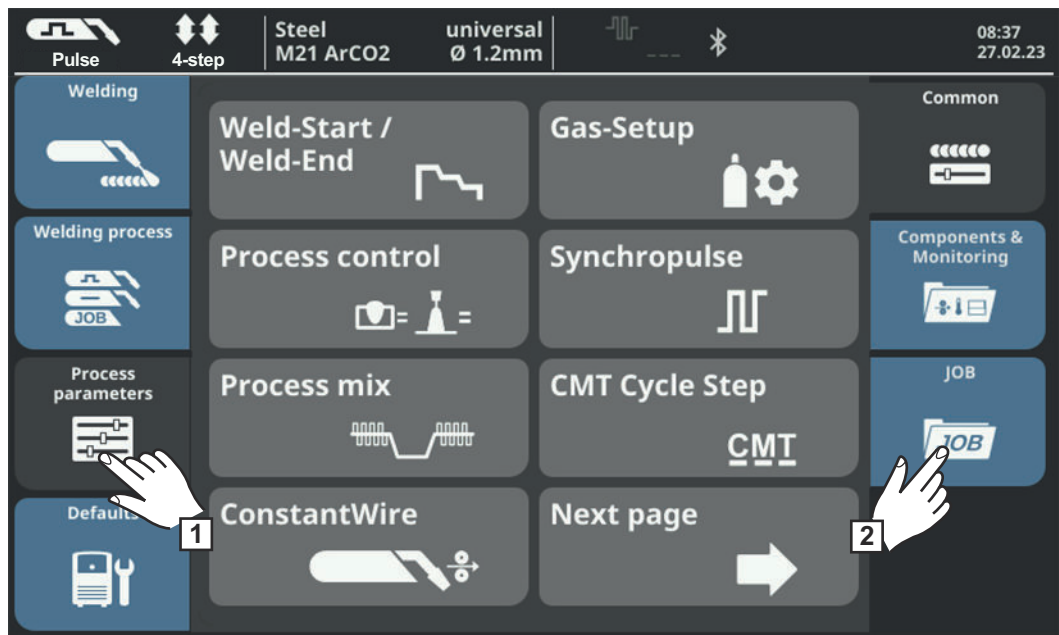 Pulse
4-step
Steel universal
M21 ArCO2 Ø 1.2mm
---
08:37
27.02.23
Welding
Welding process
JOB
Process
parameters
Defaults
1
Weld-Start /
Weld-End
Gas-Setup
Process control
= =
Synchropulse
Process mix
CMT Cycle Step
CMT
ConstantWire
Next page
Common
Components &
Monitoring
JOB
JOB
2